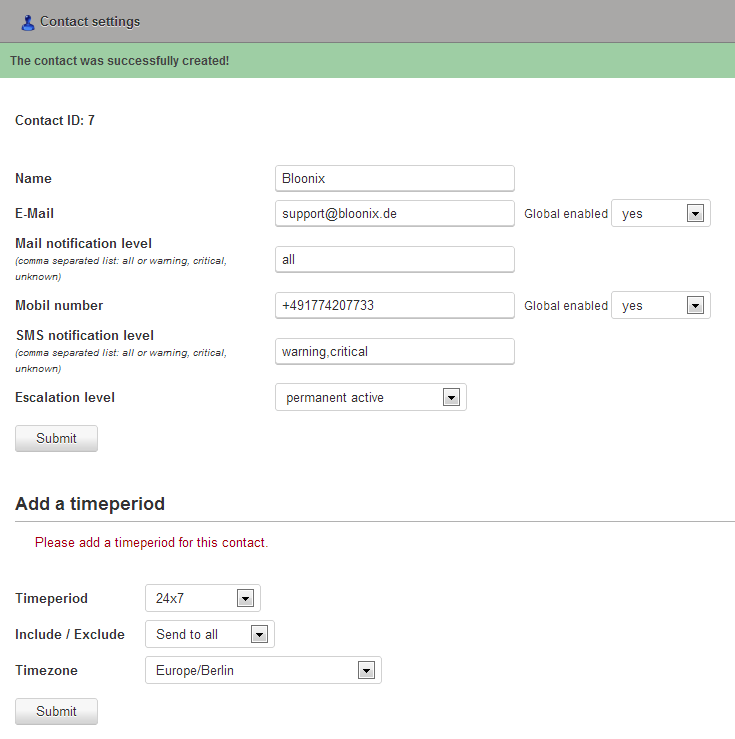 Contact settings
The contact was successfully created!
Contact ID: 7
Name Bloonix
E-Mail support@bloonix.de Global enabled yes
Mail notification level
(comma separated list: all or warning, critical,
unknown)
all
Mobil number +491774207733 Global enabled yes
SMS notification level
(comma separated list: all or warning, critical,
unknown)
warning,critical
Escalation level permanent active
Submit
Add a timeperiod
Please add a timeperiod for this contact.
Timeperiod 24x7
Include / Exclude Send to all
Timezone Europe/Berlin
Submit